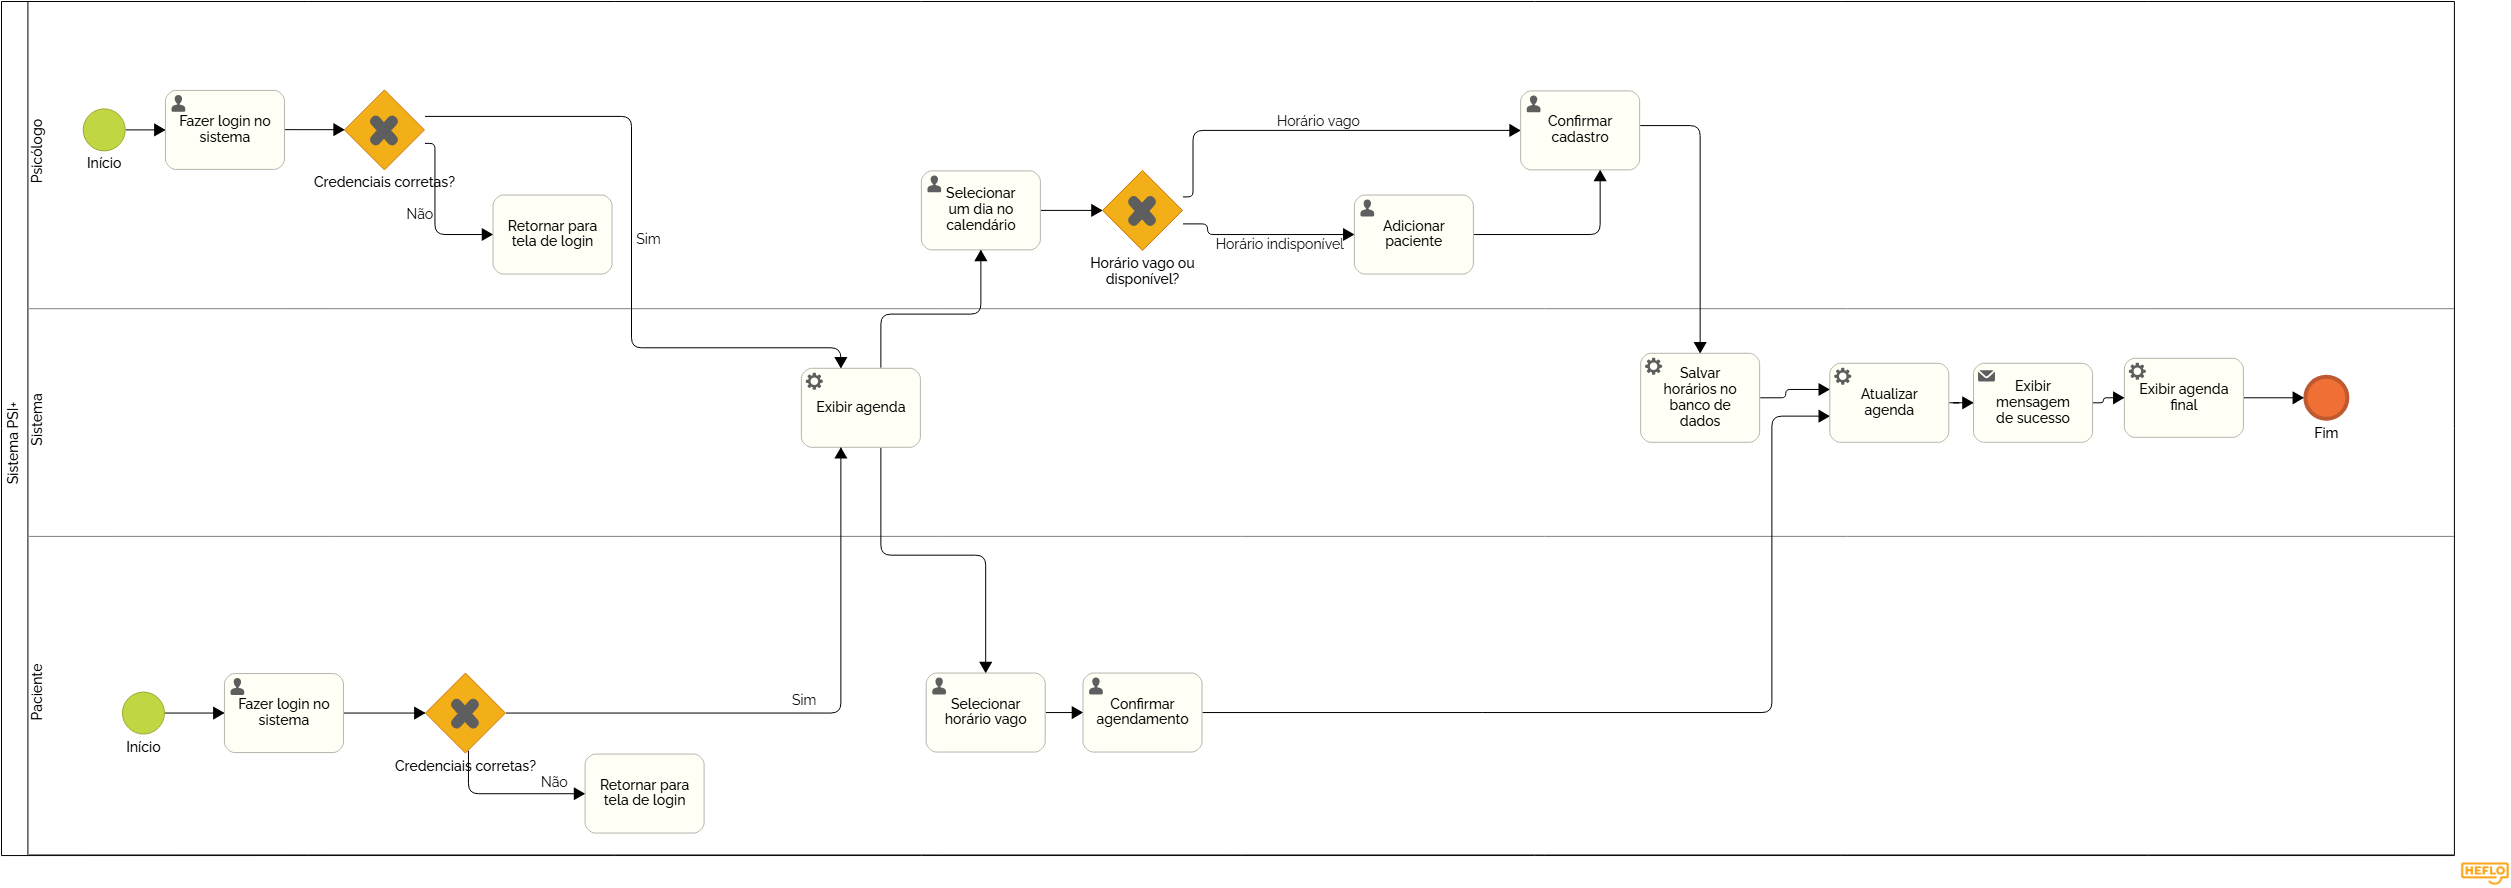 Sistema PSI+
Psicólogo
Início
Fazer login no
sistema
Credenciais corretas?
Não
Retornar para
tela de login
Sim
Selecionar
um dia no
calendário
Horário vago ou
disponível?
Horário vago
Horário indisponível
Adicionar
paciente
Confirmar
cadastro
Sistema
Exibir agenda
Salvar
horários no
banco de
dados
Atualizar
agenda
Exibir
mensagem
de sucesso
Exibir agenda
final
Fim
Paciente
Início
Fazer login no
sistema
Credenciais corretas?
Não
Retornar para
tela de login
Sim
Selecionar
horário vago
Confirmar
agendamento
HEFLO